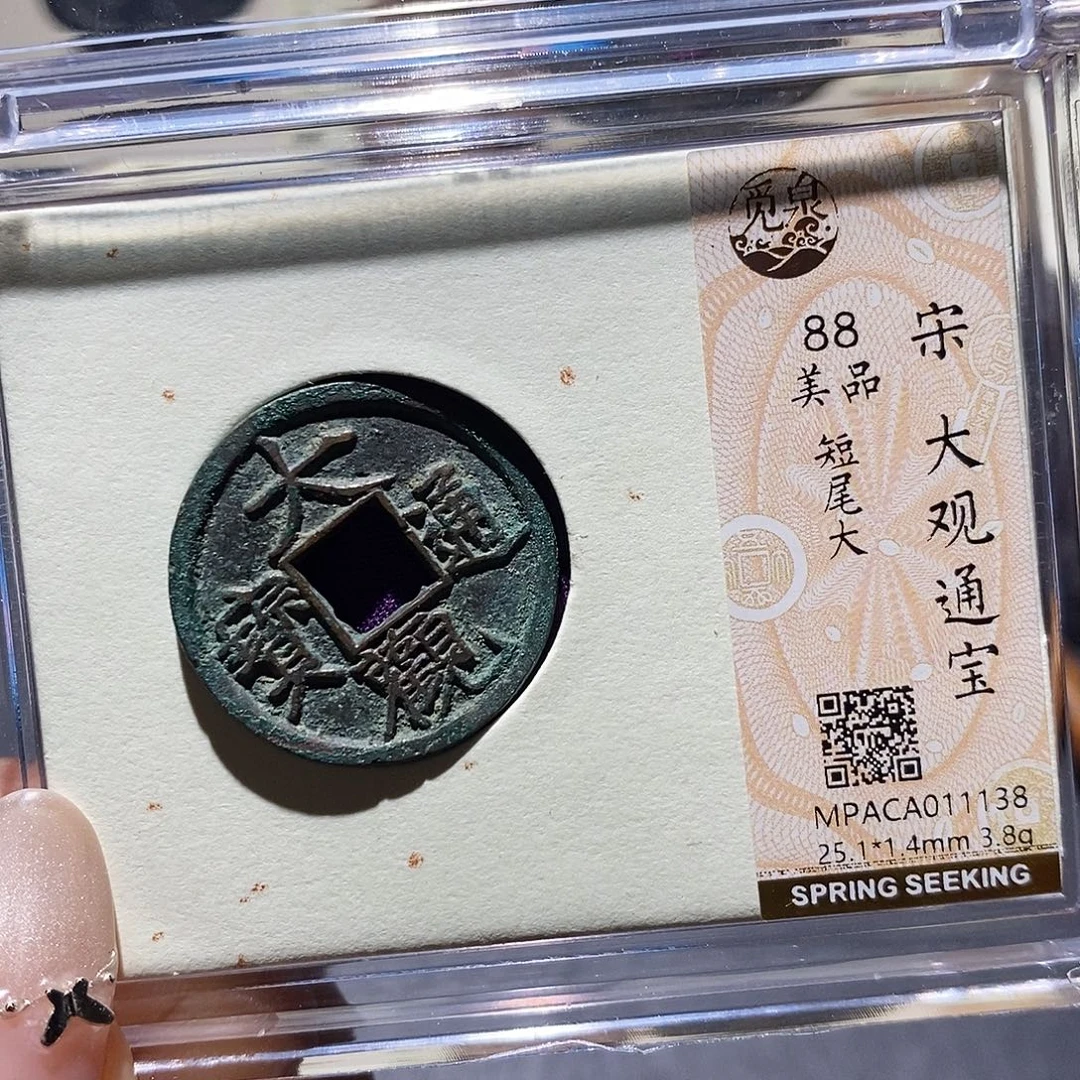 大觀通寶
觅泉
宋 大观通宝
88
美品
短尾大
MPACA011138
25.1*1.4mm 3.8g
SPRING SEEKING